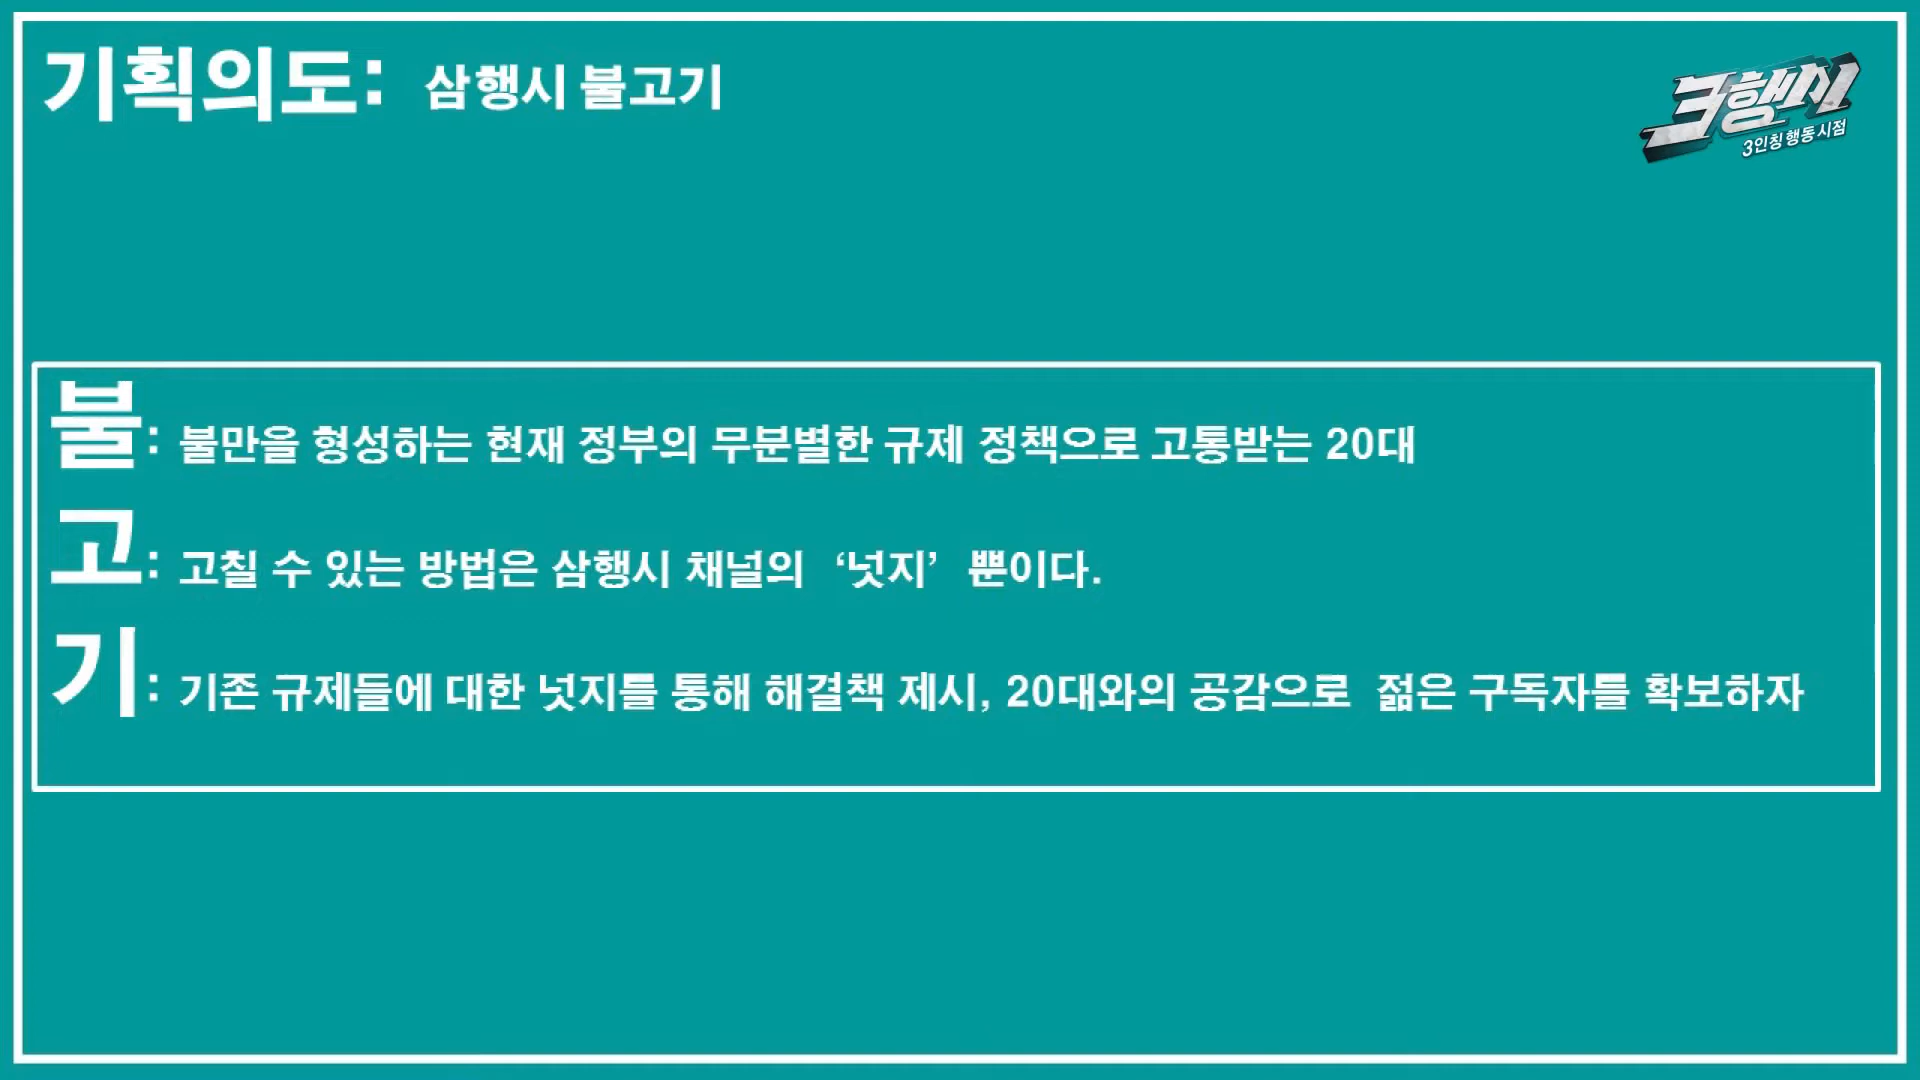 기획의도: 삼행시 불고기
3행시
3인칭 행동 시점
불: 불만을 형성하는 현재 정부의 무분별한 규제 정책으로 고통받는 20대
고: 고칠 수 있는 방법은 삼행시 채널의 ‘넛지’ 뿐이다.
기: 기존 규제들에 대한 넛지를 통해 해결책 제시, 20대와의 공감으로 젊은 구독자를 확보하자